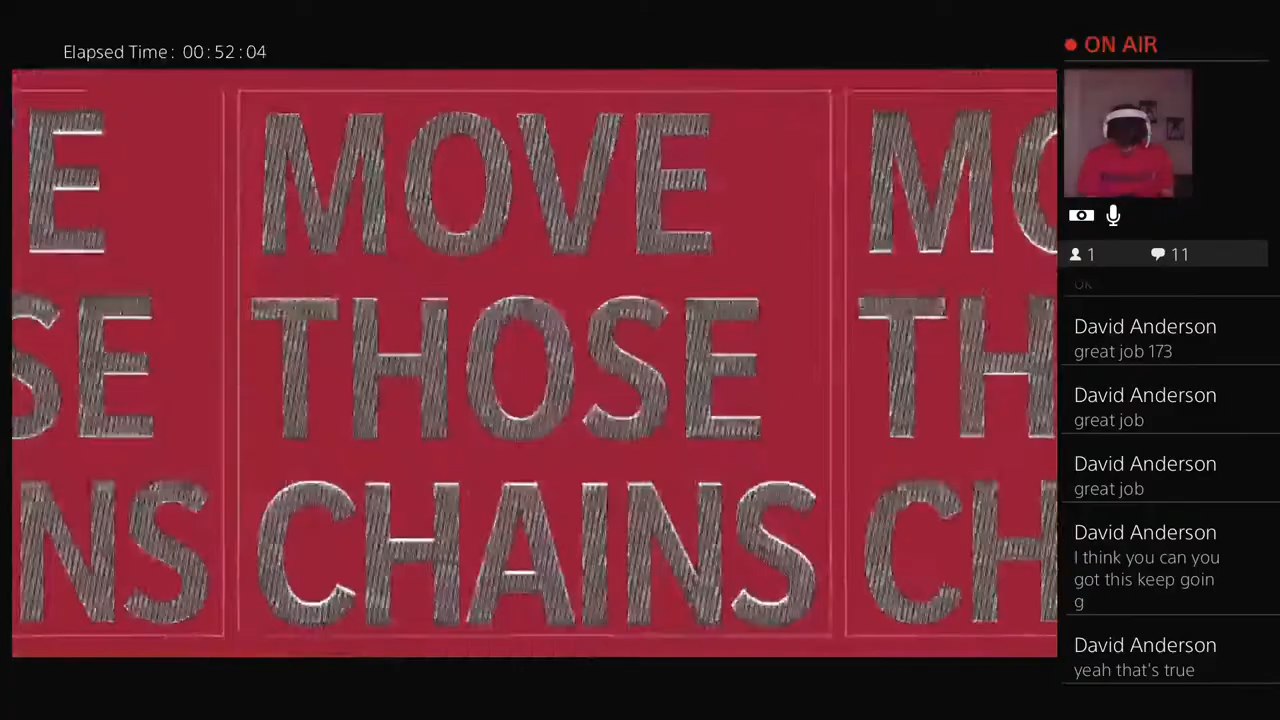 Elapsed Time: 00:52:04
ON AIR
E MOVE MO
SE THOSE TH
NS CHAINS CH
1 11
ok
David Anderson
great job 173
David Anderson
great job
David Anderson
great job
David Anderson
I think you can you
got this keep goin
g
David Anderson
yeah that's true